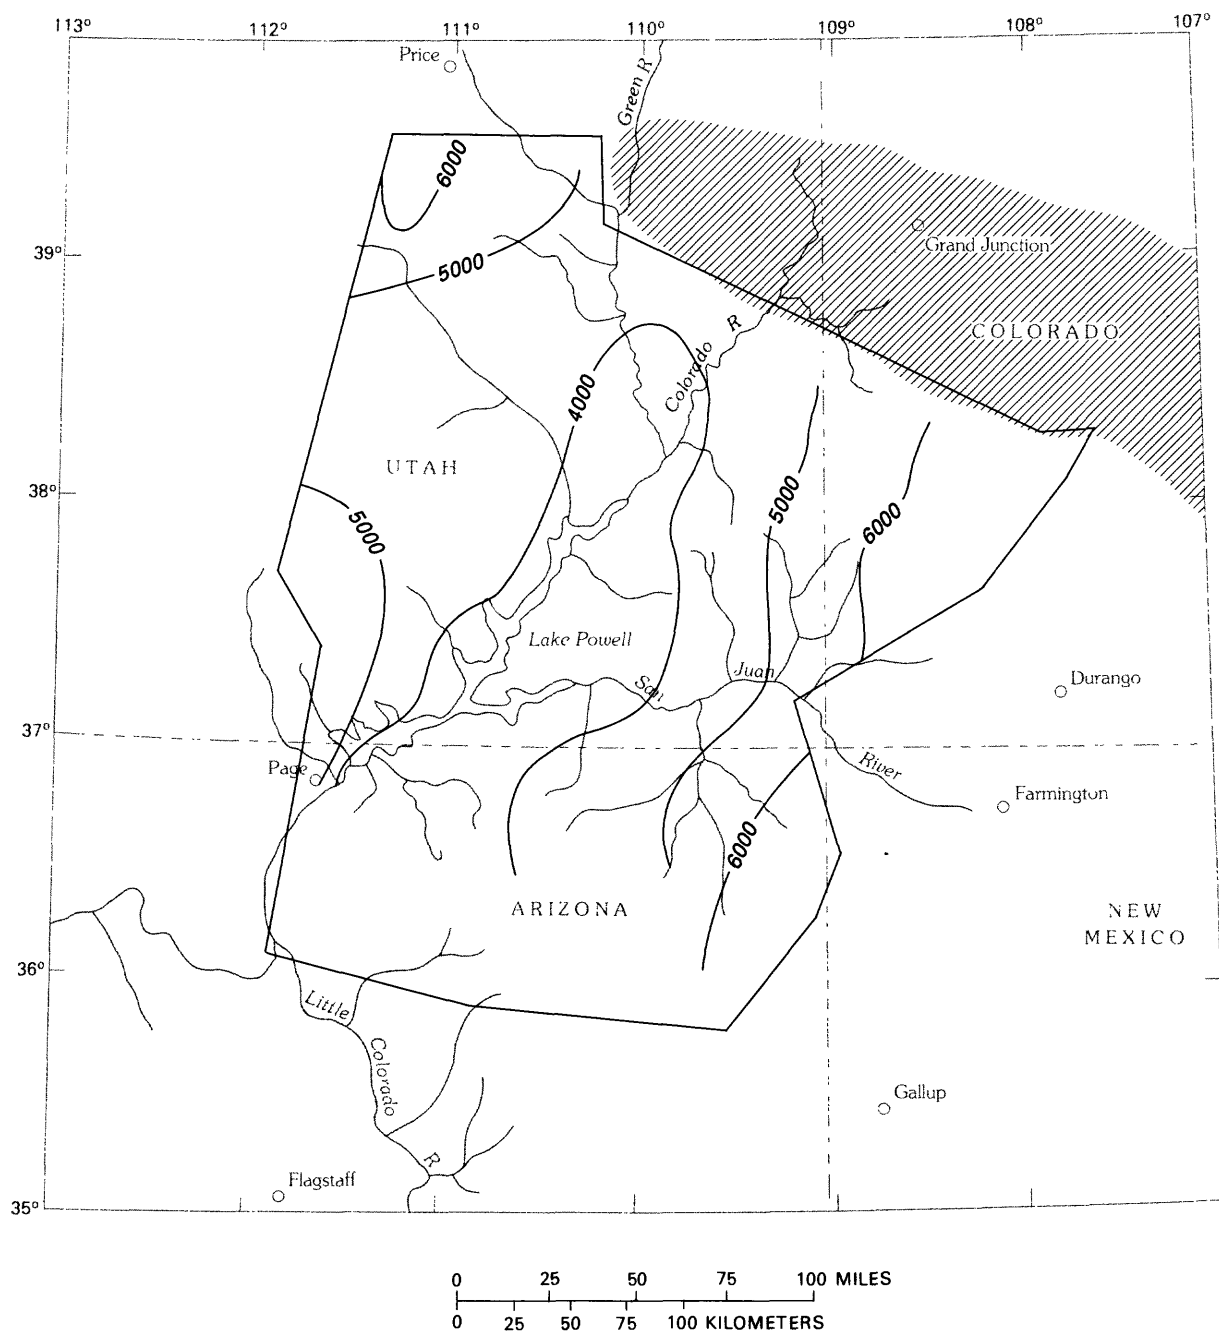 113° 112° 111° 110° 109° 108° 107°
Price
Green R
6000
39°
Grand Junction
5000
COLORADO
Colorado R
4000
UTAH
38°
5000
5000
6000
Lake Powell
San Juan River
Durango
37°
Page
Farmington
6000
ARIZONA
NEW
MEXICO
36°
Little Colorado R
Gallup
Flagstaff
35°
0 25 50 75 100 MILES
0 25 50 75 100 KILOMETERS